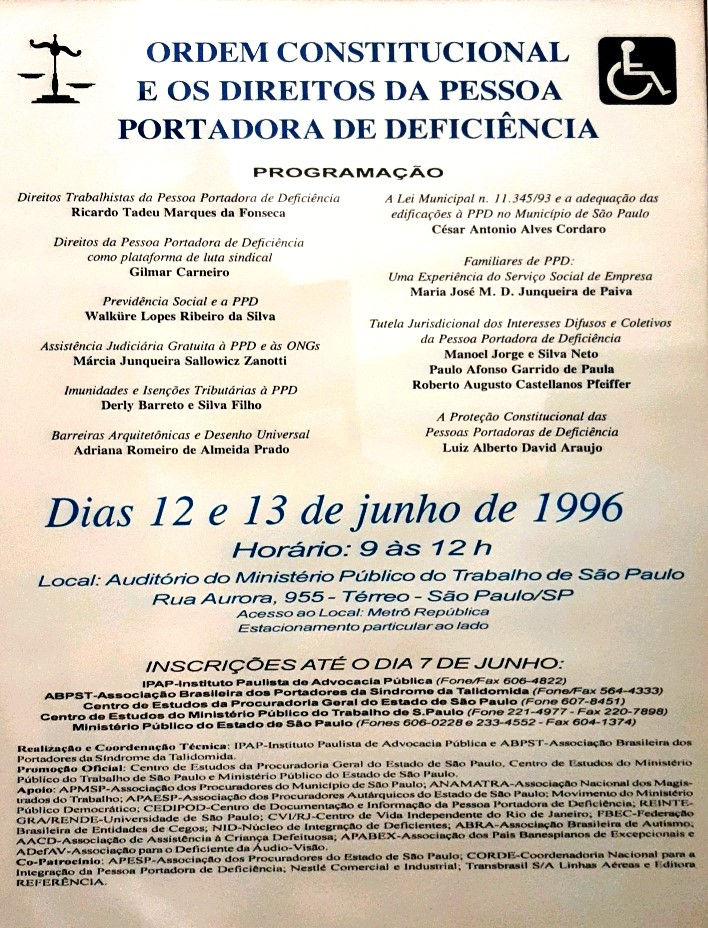 ORDEM CONSTITUCIONAL
E OS DIREITOS DA PESSOA
PORTADORA DE DEFICIÊNCIA
PROGRAMAÇÃO
Direitos Trabalhistas da Pessoa Portadora de Deficiência
Ricardo Tadeu Marques da Fonseca
Direitos da Pessoa Portadora de Deficiência
como plataforma de luta sindical
Gilmar Carneiro
Previdência Social e a PPD
Walküre Lopes Ribeiro da Silva
Assistência Judiciária Gratuita à PPD e às ONGs
Márcia Junqueira Sallowicz Zanotti
Imunidades e Isenções Tributárias à PPD
Derly Barreto e Silva Filho
Barreiras Arquitetônicas e Desenho Universal
Adriana Romeiro de Almeida Prado
A Lei Municipal n. 11.345/93 e a adequação das
edificações à PPD no Município de São Paulo
César Antonio Alves Cordaro
Familiares de PPD:
Uma Experiência do Serviço Social de Empresa
Maria José M. D. Junqueira de Paiva
Tutela Jurisdicional dos Interesses Difusos e Coletivos
da Pessoa Portadora de Deficiência
Manoel Jorge e Silva Neto
Paulo Afonso Garrido de Paula
Roberto Augusto Castellanos Pfeiffer
A Proteção Constitucional das
Pessoas Portadoras de Deficiência
Luiz Alberto David Araujo
Dias 12 e 13 de junho de 1996
Horário: 9 às 12 h
Local: Auditório do Ministério Público do Trabalho de São Paulo
Rua Aurora, 955 - Térreo - São Paulo/SP
Acesso ao Local: Metrô República
Estacionamento particular ao lado
INSCRIÇÕES ATÉ O DIA 7 DE JUNHO:
IPAP-Instituto Paulista de Advocacia Pública (Fone/Fax 606-4822)
ABPST-Associação Brasileira dos Portadores da Síndrome da Talidomida (Fone/Fax 564-4333)
Centro de Estudos da Procuradoria Geral do Estado de São Paulo (Fone 607-8451)
Centro de Estudos do Ministério Público do Trabalho de S.Paulo (Fone 221-4977 - Fax 220-7898)
Ministério Público do Estado de São Paulo (Fones 606-0228 e 233-4552 - Fax 604-1374)
Realização e Coordenação Técnica: IPAP-Instituto Paulista de Advocacia Pública e ABPST-Associação Brasileira dos
Portadores da Síndrome da Talidomida.
Promoção Oficial: Centro de Estudos da Procuradoria Geral do Estado de São Paulo, Centro de Estudos do Ministério
Público do Trabalho de São Paulo e Ministério Público do Estado de São Paulo.
Apoio: APMSP-Associação dos Procuradores do Município de São Paulo; ANAMATRA-Associação Nacional dos Magis-
trados do Trabalho; APAESP-Associação dos Procuradores Autárquicos do Estado de São Paulo; Movimento do Ministério
Público Democrático; CEDIPOD-Centro de Documentação e Informação da Pessoa Portadora de Deficiência; REINTE-
GRA/RENDE-Universidade de São Paulo; CVI/RJ-Centro de Vida Independente do Rio de Janeiro; FBEC-Federação
Brasileira de Entidades de Cegos; NID-Núcleo de Integração de Deficientes; ABRA-Associação Brasileira de Autismo;
AACD-Associação de Assistência à Criança Defeituosa; APABEX-Associação dos Pais Banespianos de Excepcionais e
ADefAV-Associação para o Deficiente da Áudio-Visão.
Co-Patrocínio: APESP-Associação dos Procuradores do Estado de São Paulo; CORDE-Coordenadoria Nacional para a
Integração da Pessoa Portadora de Deficiência; Nestlé Comercial e Industrial; Transbrasil S/A Linhas Aéreas e Editora
REFERÊNCIA.